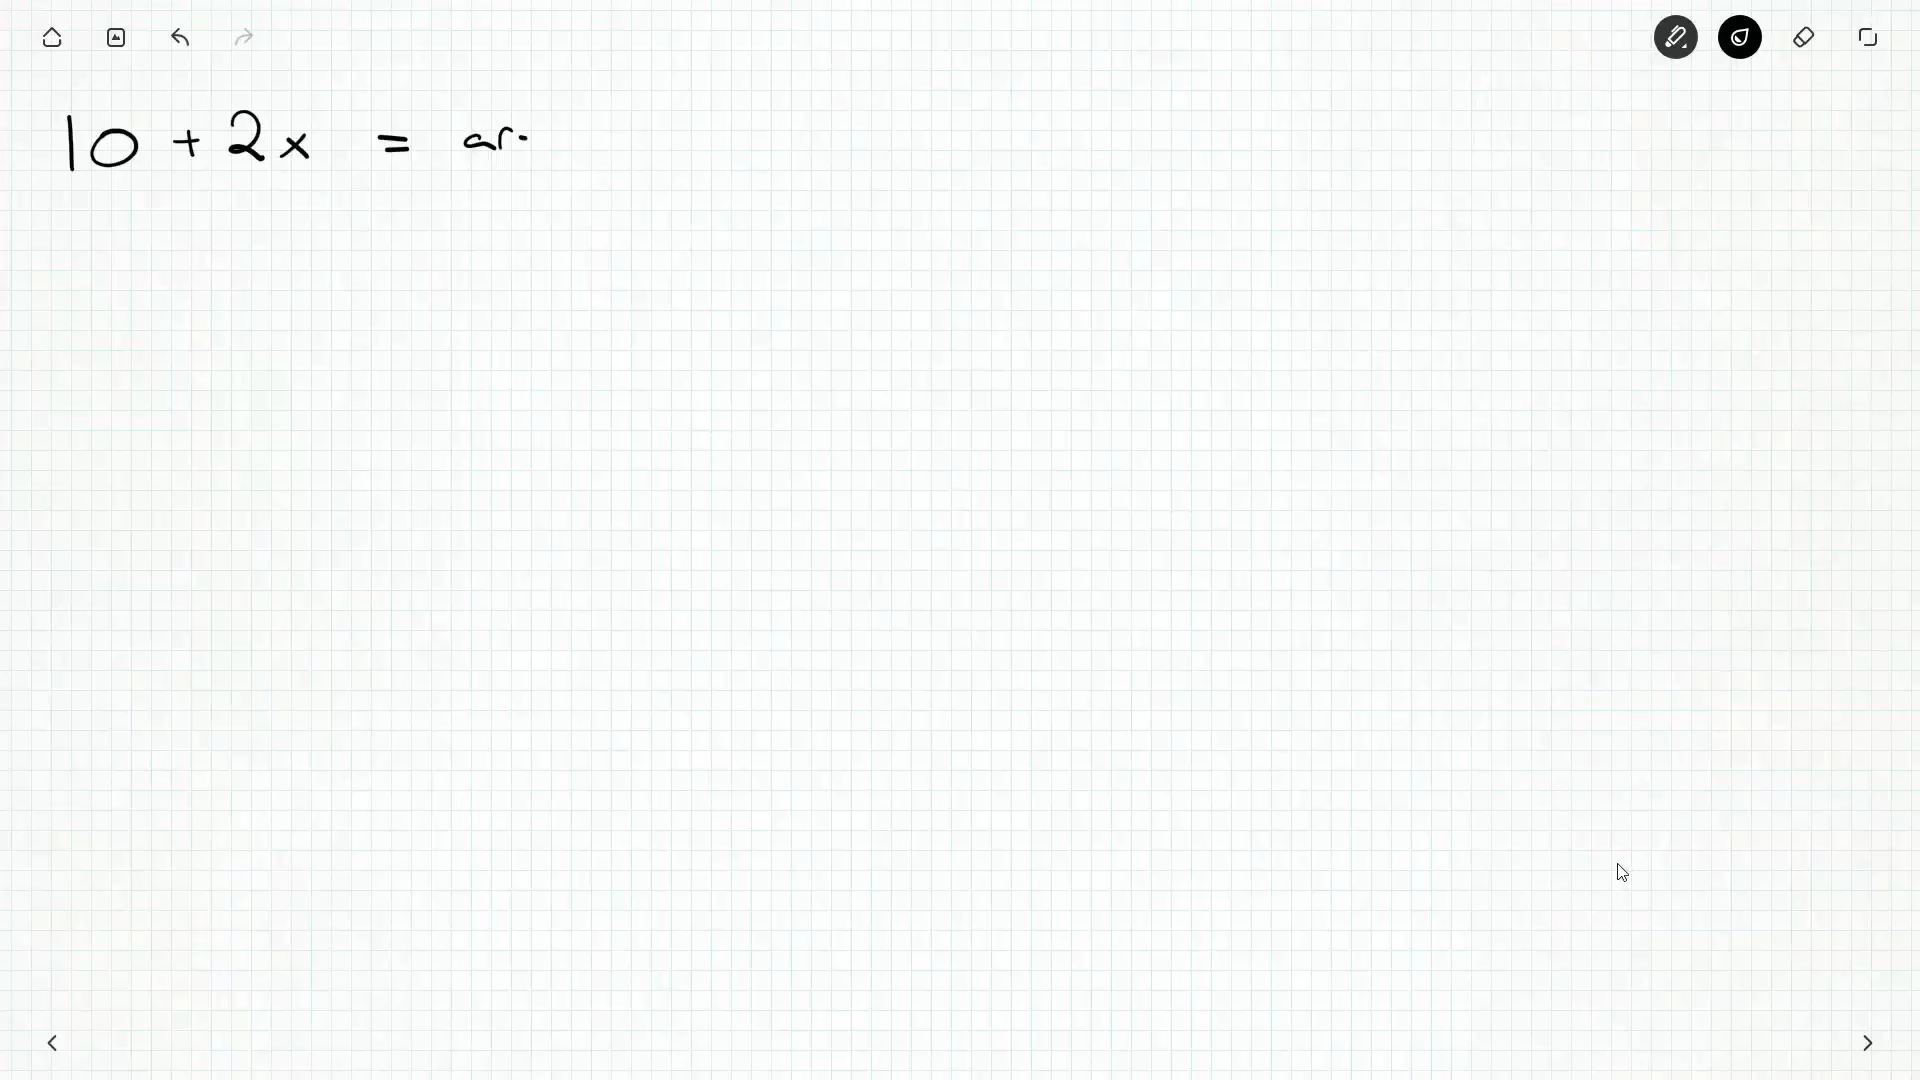 10 + 2x = ar-